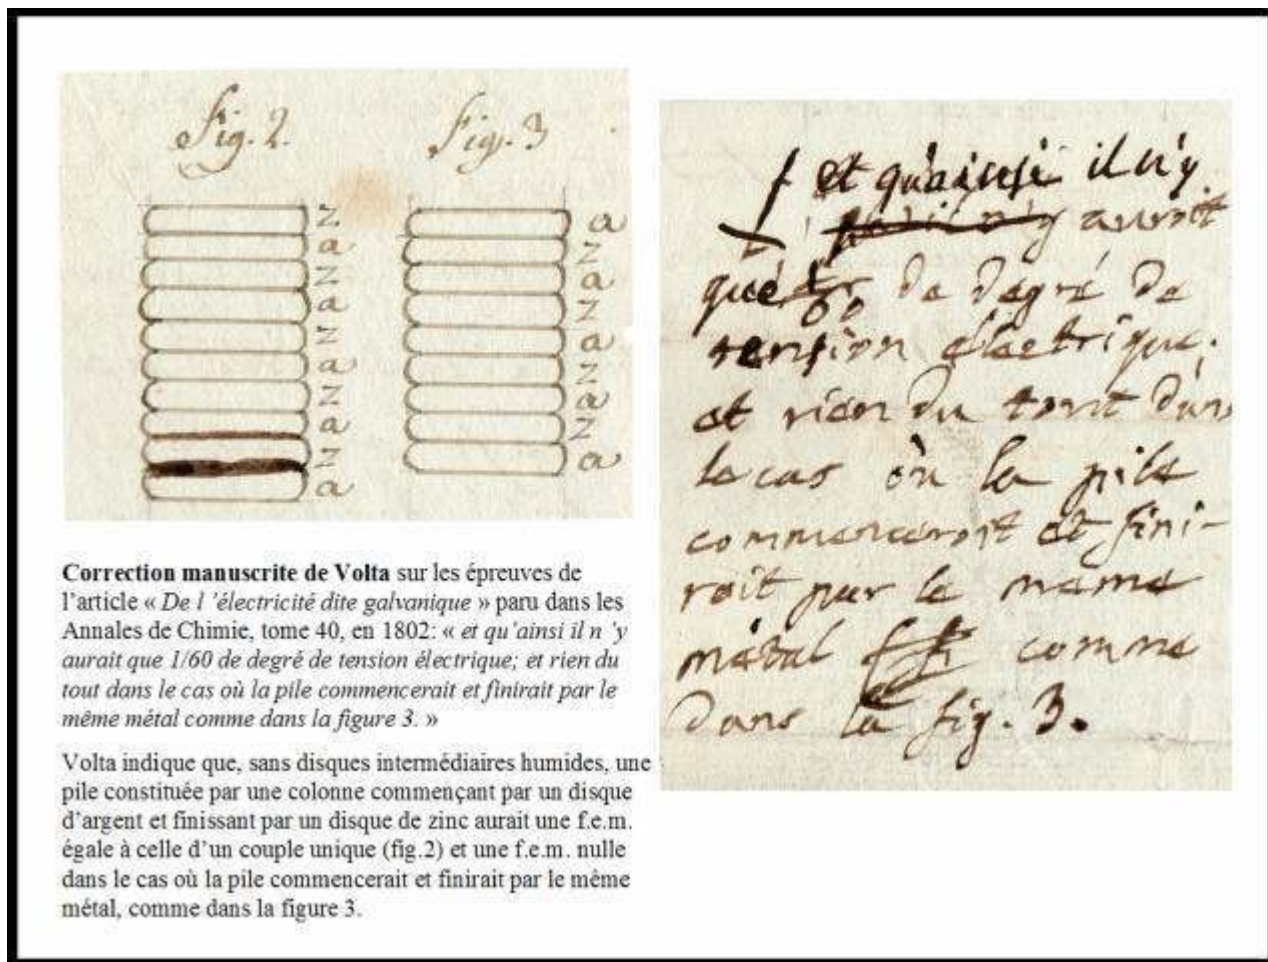 Fig. 2.
z
a
z
a
z
a
z
a
z
a
Fig. 3
a
z
a
z
a
z
a
z
a
Correction manuscrite de Volta sur les épreuves de
l'article « De l 'électricité dite galvanique » paru dans les
Annales de Chimie, tome 40, en 1802: « et qu'ainsi il n 'y
aurait que 1/60 de degré de tension électrique; et rien du
tout dans le cas où la pile commencerait et finirait par le
même métal comme dans la figure 3. »
Volta indique que, sans disques intermédiaires humides, une
pile constituée par une colonne commençant par un disque
d'argent et finissant par un disque de zinc aurait une f.e.m.
égale à celle d'un couple unique (fig.2) et une f.e.m. nulle
dans le cas où la pile commencerait et finirait par le même
métal, comme dans la figure 3.
et qu'ainsi il n'y
auroit
que 1/60 de degré de
tension électrique;
et rien du tout dans
le cas où la pile
commenceroit et fini-
roit par le meme
métal comme
dans la fig. 3.